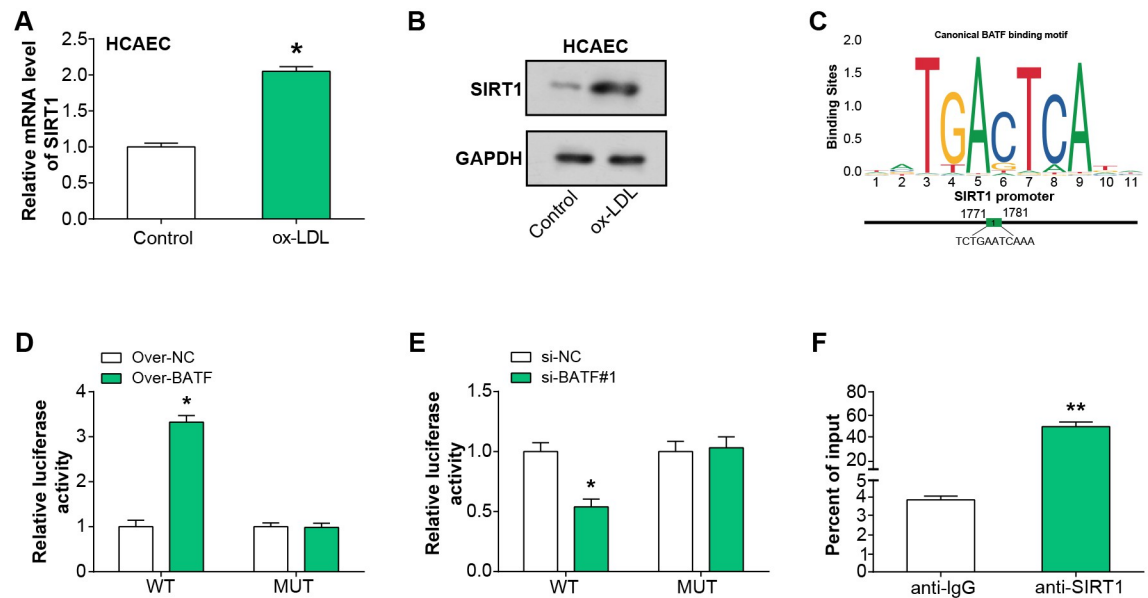 A
HCAEC
Relative mRNA level
of SIRT1
2.5
2.0
1.5
1.0
0.5
0.0
*
Control
ox-LDL
B
HCAEC
SIRT1
GAPDH
Control
ox-LDL
C
Canonical BATF binding motif
Binding Sites
2.0
1.5
1.0
0.5
0.0
TGACTCA
1 2 3 4 5 6 7 8 9 10 11
SIRT1 promoter
1771 1781
TCTGAATCAAA
D
Over-NC
Over-BATF
Relative luciferase
activity
4
3
2
1
0
*
WT
MUT
E
si-NC
si-BATF#1
Relative luciferase
activity
1.5
1.0
0.5
0.0
*
WT
MUT
F
Percent of input
80
60
40
20
5
4
3
2
1
0
**
anti-IgG
anti-SIRT1